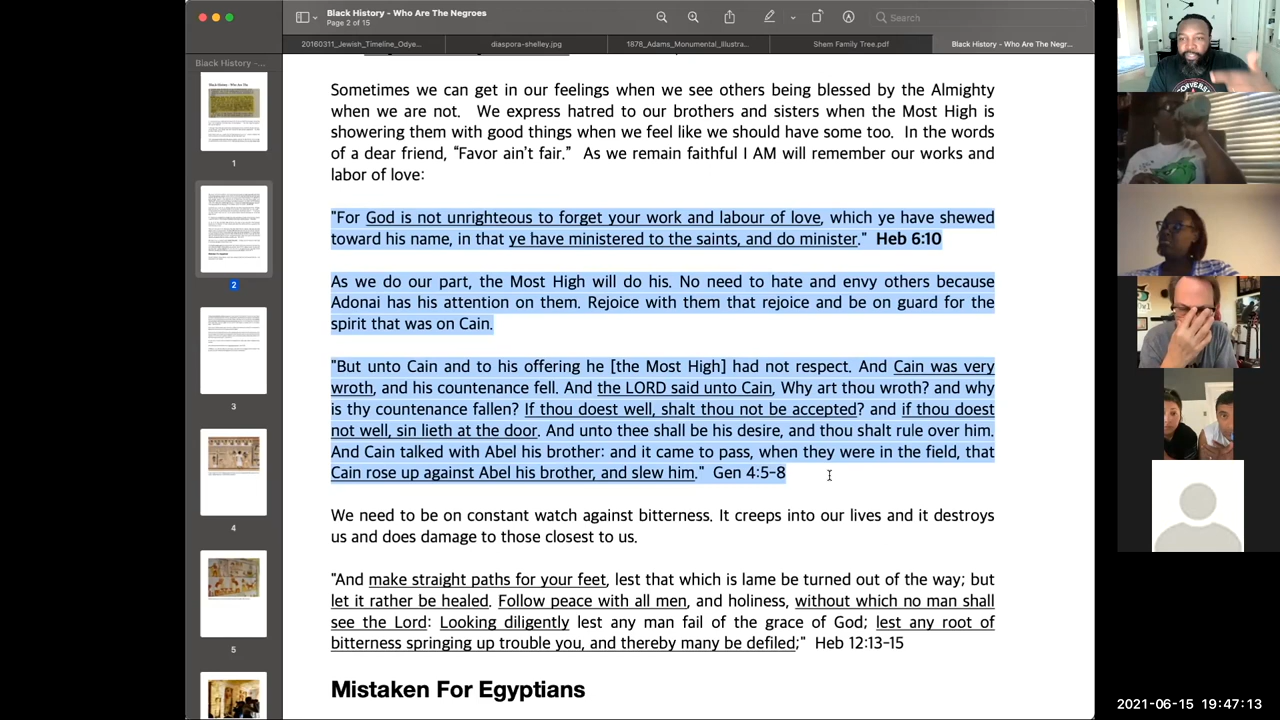 Black History - Who Are The Negroes
Page 2 of 15
Search
20160311_Jewish_Timeline_Odye...
diaspora-shelley.jpg
1878_Adams_Monumental_Illustra...
Shem Family Tree.pdf
Black History - Who Are The Negr...
Black History -...
1
2
3
4
5
Sometimes we can get in our feelings when we see others being blessed by the Almighty
when we are not. We express hatred to our brothers and sisters when the Most High is
showering them with good things when we feel like we should have some too. In the words
of a dear friend, “Favor ain’t fair.” As we remain faithful I AM will remember our works and
labor of love:
"For God is not unrighteous to forget your work and labour of love, which ye have shewed
toward his name, in that ye have ministered to the saints, and do minister." Heb 6:10
As we do our part, the Most High will do his. No need to hate and envy others because
Adonai has his attention on them. Rejoice with them that rejoice and be on guard for the
spirit that was on Cain.
"But unto Cain and to his offering he [the Most High] had not respect. And Cain was very
wroth, and his countenance fell. And the LORD said unto Cain, Why art thou wroth? and why
is thy countenance fallen? If thou doest well, shalt thou not be accepted? and if thou doest
not well, sin lieth at the door. And unto thee shall be his desire, and thou shalt rule over him.
And Cain talked with Abel his brother: and it came to pass, when they were in the field, that
Cain rose up against Abel his brother, and slew him." Gen 4:5-8
We need to be on constant watch against bitterness. It creeps into our lives and it destroys
us and does damage to those closest to us.
"And make straight paths for your feet, lest that which is lame be turned out of the way; but
let it rather be healed. Follow peace with all men, and holiness, without which no man shall
see the Lord: Looking diligently lest any man fail of the grace of God; lest any root of
bitterness springing up trouble you, and thereby many be defiled;" Heb 12:13-15
Mistaken For Egyptians
2021-06-15 19:47:13